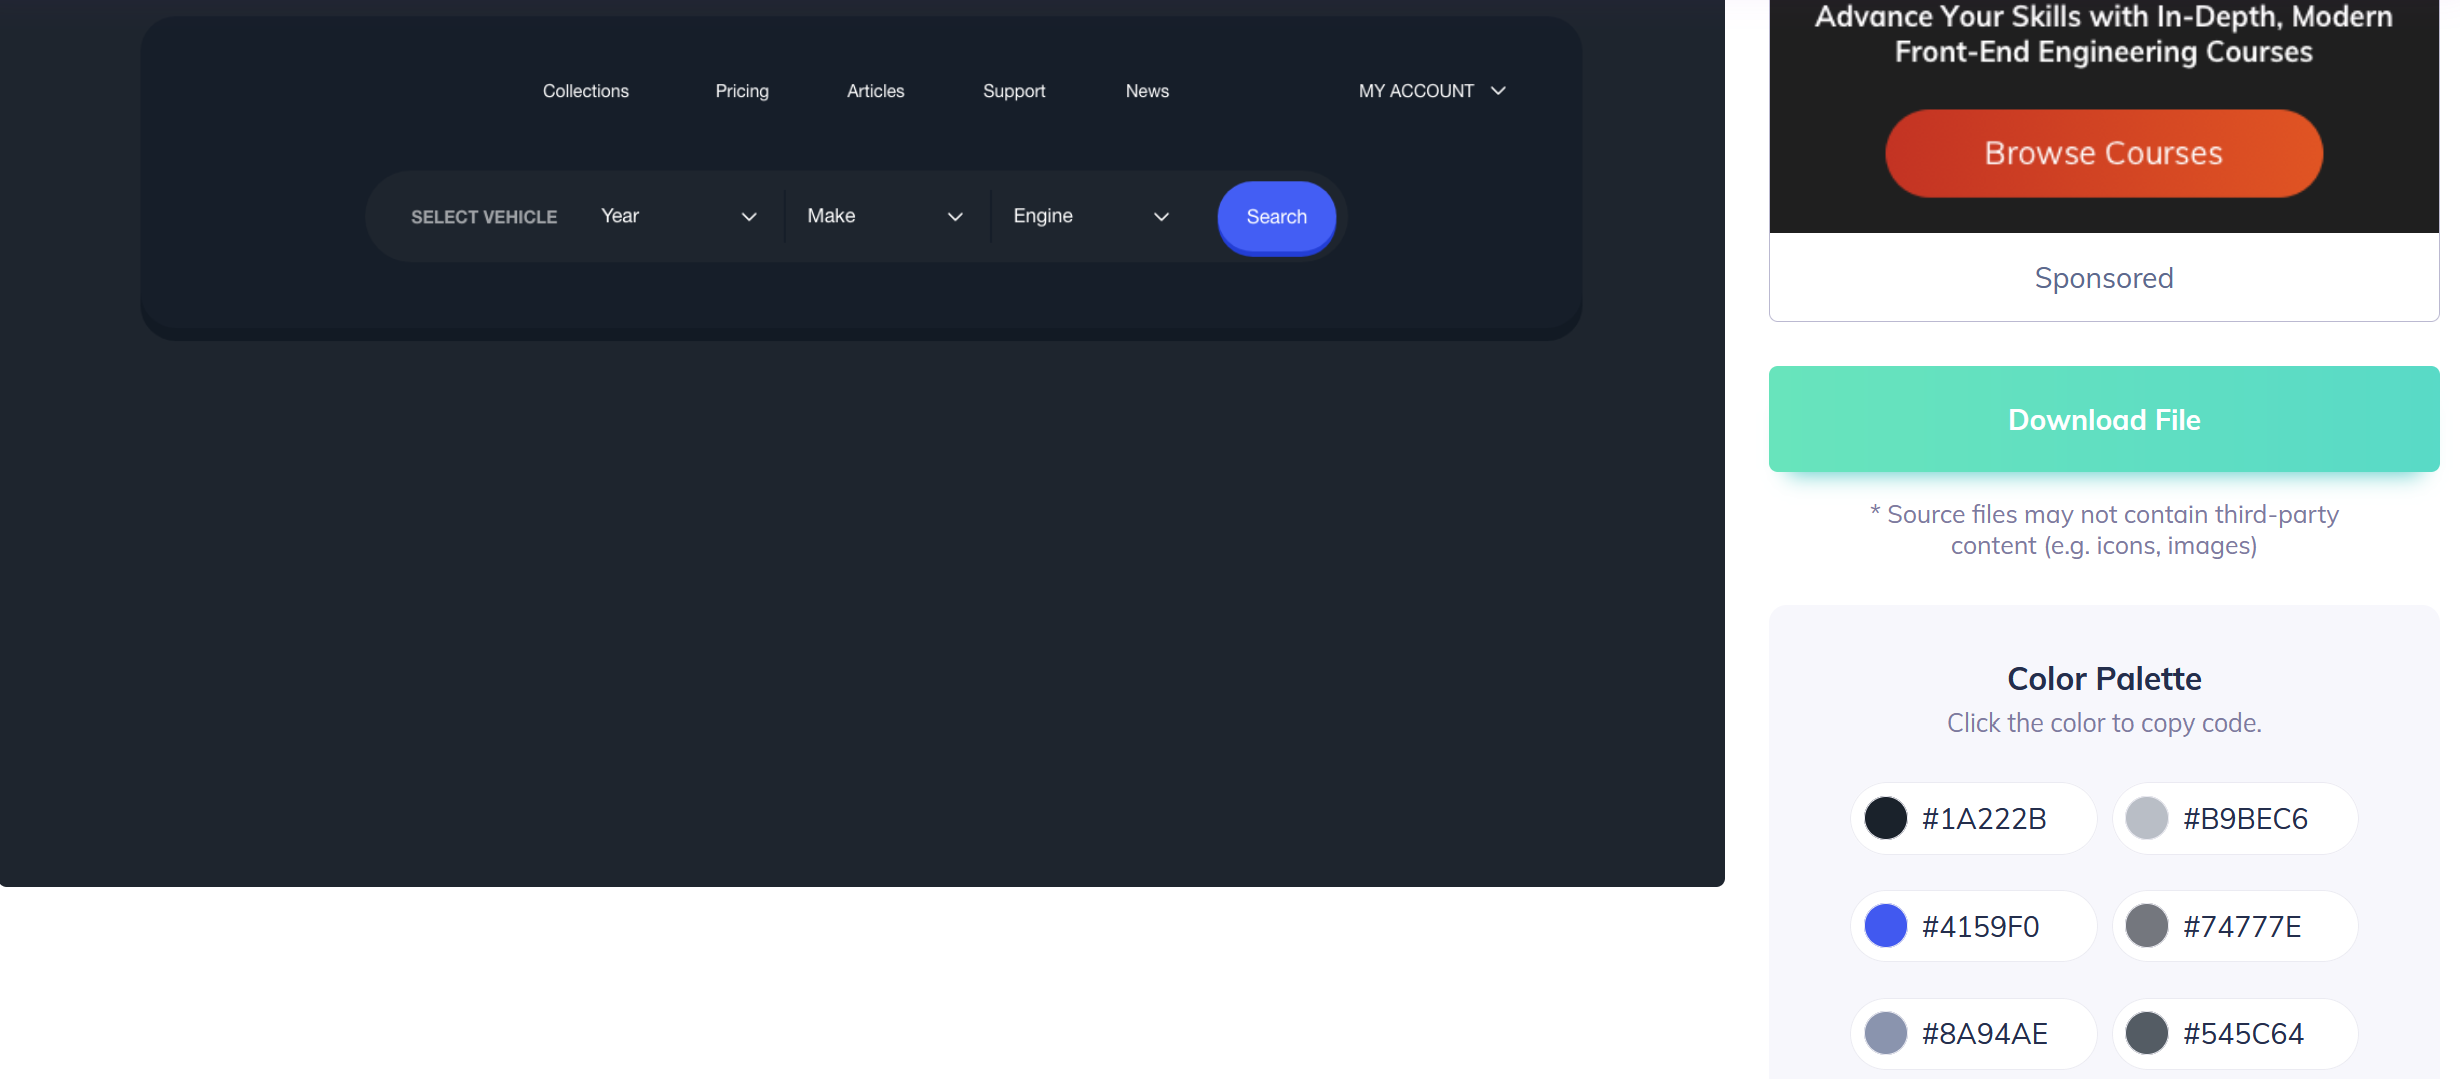 Collections Pricing Articles Support News MY ACCOUNT
SELECT VEHICLE Year Make Engine Search
Advance Your Skills with In-Depth, Modern
Front-End Engineering Courses
Browse Courses
Sponsored
Download File
* Source files may not contain third-party
content (e.g. icons, images)
Color Palette
Click the color to copy code.
#1A222B #B9BEC6
#4159F0 #74777E
#8A94AE #545C64